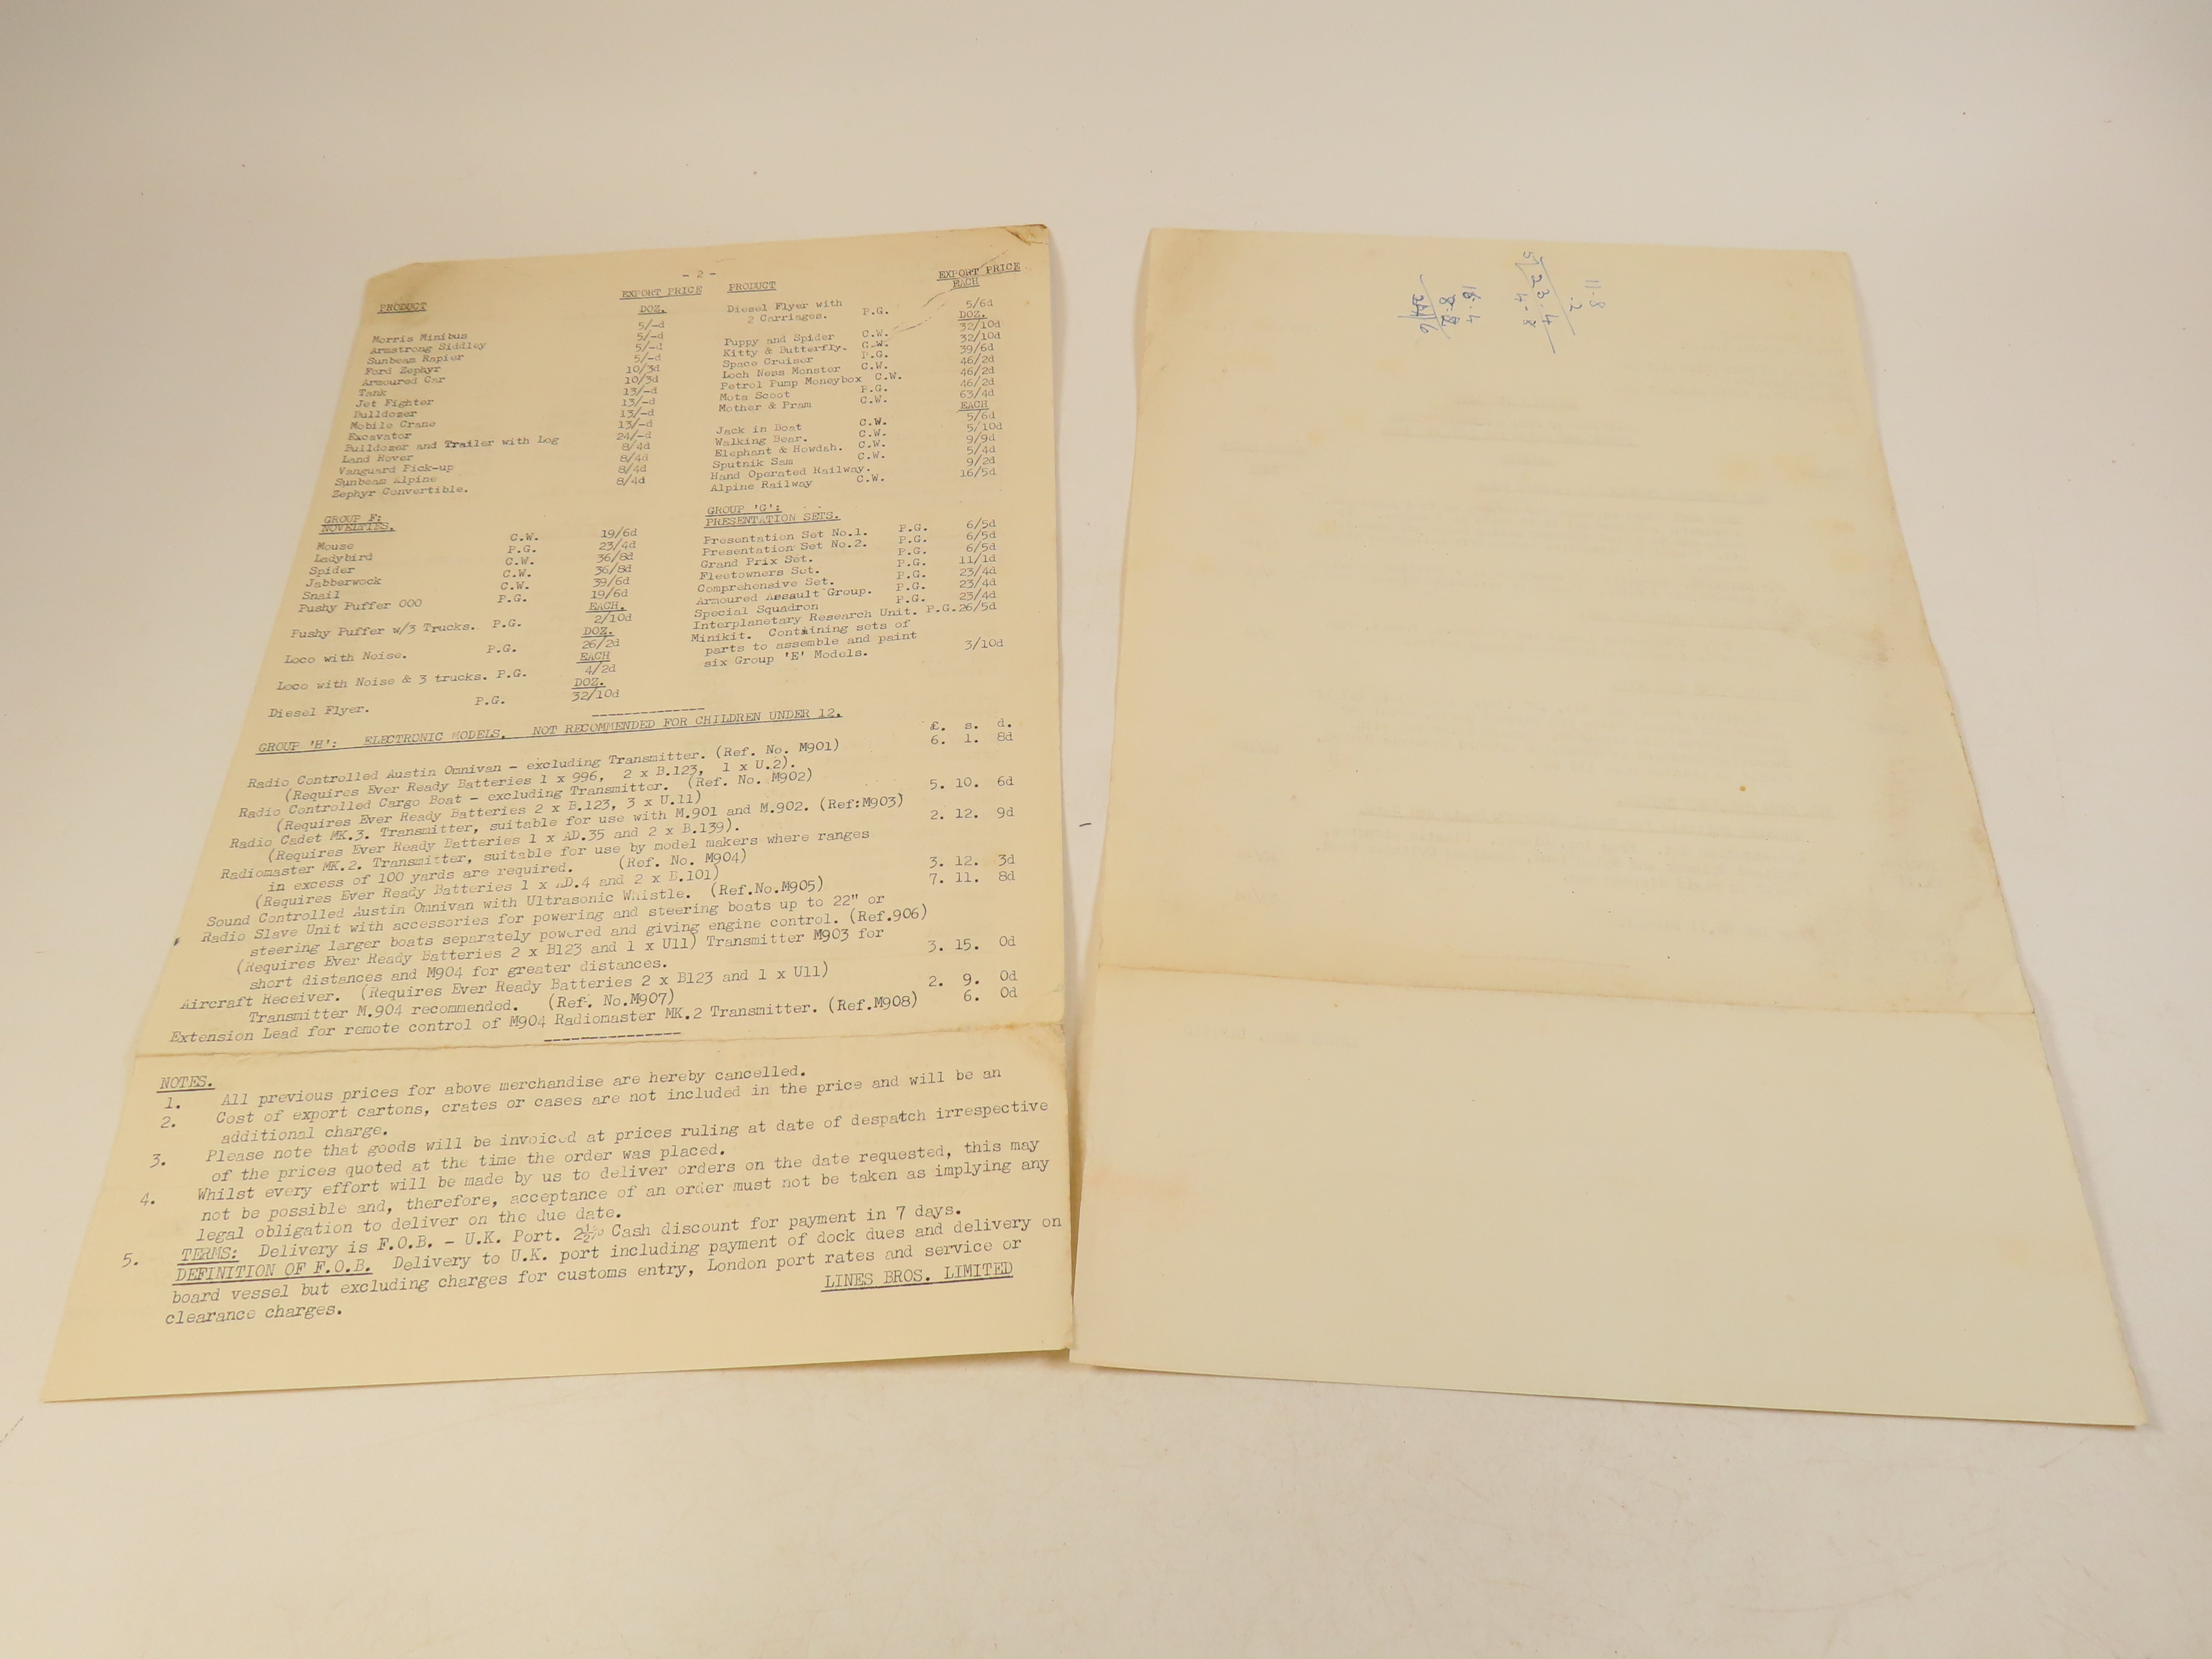 - 2 -
PRODUCT
EXPORT PRICE
DOZ.
Morris Minibus 5/-d
Armstrong Siddley 5/-d
Sunbeam Rapier 5/-d
Ford Zephyr 5/-d
Armoured Car 10/3d
Tank 10/3d
Jet Fighter 13/-d
Bulldozer 13/-d
Mobile Crane 13/-d
Excavator 13/-d
Bulldozer and Trailer with Log 24/-d
Land Rover 8/4d
Vanguard Pick-up 8/4d
Sunbeam Alpine 8/4d
Zephyr Convertible. 8/4d
GROUP F:
NOVELTIES.
Mouse C.W. 19/6d
Ladybird P.G. 23/4d
Spider C.W. 36/8d
Jabberwock C.W. 36/8d
Snail C.W. 39/6d
Pushy Puffer 000 P.G. 19/6d
EACH.
Pushy Puffer w/3 Trucks. P.G. 2/10d
DOZ.
Loco with Noise. P.G. 26/2d
EACH
Loco with Noise & 3 trucks. P.G. 4/2d
DOZ.
Diesel Flyer. P.G. 32/10d
PRODUCT
EXPORT PRICE
EACH
Diesel Flyer with
2 Carriages. P.G. 5/6d
DOZ.
Puppy and Spider C.W. 32/10d
Kitty & Butterfly. C.W. 32/10d
Space Cruiser P.G. 39/6d
Loch Ness Monster C.W. 46/2d
Petrol Pump Moneybox C.W. 46/2d
Mota Scoot P.G. 46/2d
Mother & Pram C.W. 63/4d
EACH
Jack in Boat C.W. 5/6d
Walking Bear. C.W. 5/10d
Elephant & Howdah. C.W. 9/9d
Sputnik Sam C.W. 5/4d
Hand Operated Railway. 9/2d
Alpine Railway C.W. 16/5d
GROUP 'G':
PRESENTATION SETS.
Presentation Set No.1. P.G. 6/5d
Presentation Set No.2. P.G. 6/5d
Grand Prix Set. P.G. 6/5d
Fleetowners Set. P.G. 11/1d
Comprehensive Set. P.G. 23/4d
Armoured Assault Group. P.G. 23/4d
Special Squadron P.G. 23/4d
Interplanetary Research Unit. P.G. 26/5d
Minikit. Containing sets of
parts to assemble and paint
six Group 'E' Models. 3/10d
GROUP 'H': ELECTRONIC MODELS. NOT RECOMMENDED FOR CHILDREN UNDER 12.
£. s. d.
Radio Controlled Austin Omnivan - excluding Transmitter. (Ref. No. M901) 6. 1. 8d
(Requires Ever Ready Batteries 1 x 996, 2 x B.123, 1 x U.2).
Radio Controlled Cargo Boat - excluding Transmitter. (Ref. No. M902) 5. 10. 6d
(Requires Ever Ready Batteries 2 x B.123, 3 x U.11)
Radio Cadet MK.3. Transmitter, suitable for use with M.901 and M.902. (Ref:M903) 2. 12. 9d
(Requires Ever Ready Batteries 1 x AD.35 and 2 x B.139).
Radiomaster MK.2. Transmitter, suitable for use by model makers where ranges
in excess of 100 yards are required. (Ref. No. M904) 3. 12. 3d
(Requires Ever Ready Batteries 1 x AD.4 and 2 x B.101)
Sound Controlled Austin Omnivan with Ultrasonic Whistle. (Ref.No.M905) 7. 11. 8d
Radio Slave Unit with accessories for powering and steering boats up to 22" or
steering larger boats separately powered and giving engine control. (Ref.906)
(Requires Ever Ready Batteries 2 x B123 and 1 x U11) Transmitter M903 for
short distances and M904 for greater distances. 3. 15. 0d
Aircraft Receiver. (Requires Ever Ready Batteries 2 x B123 and 1 x U11)
Transmitter M.904 recommended. (Ref. No.M907) 2. 9. 0d
Extension Lead for remote control of M904 Radiomaster MK.2 Transmitter. (Ref.M908) 6. 0d
NOTES.
1. All previous prices for above merchandise are hereby cancelled.
2. Cost of export cartons, crates or cases are not included in the price and will be an
additional charge.
3. Please note that goods will be invoiced at prices ruling at date of despatch irrespective
of the prices quoted at the time the order was placed.
4. Whilst every effort will be made by us to deliver orders on the date requested, this may
not be possible and, therefore, acceptance of an order must not be taken as implying any
legal obligation to deliver on the due date.
5. TERMS: Delivery is F.O.B. - U.K. Port. 2½% Cash discount for payment in 7 days.
DEFINITION OF F.O.B. Delivery to U.K. port including payment of dock dues and delivery on
board vessel but excluding charges for customs entry, London port rates and service or
clearance charges.
LINES BROS. LIMITED
11.8
.2
5/23.4
4.8
16.4
8.2